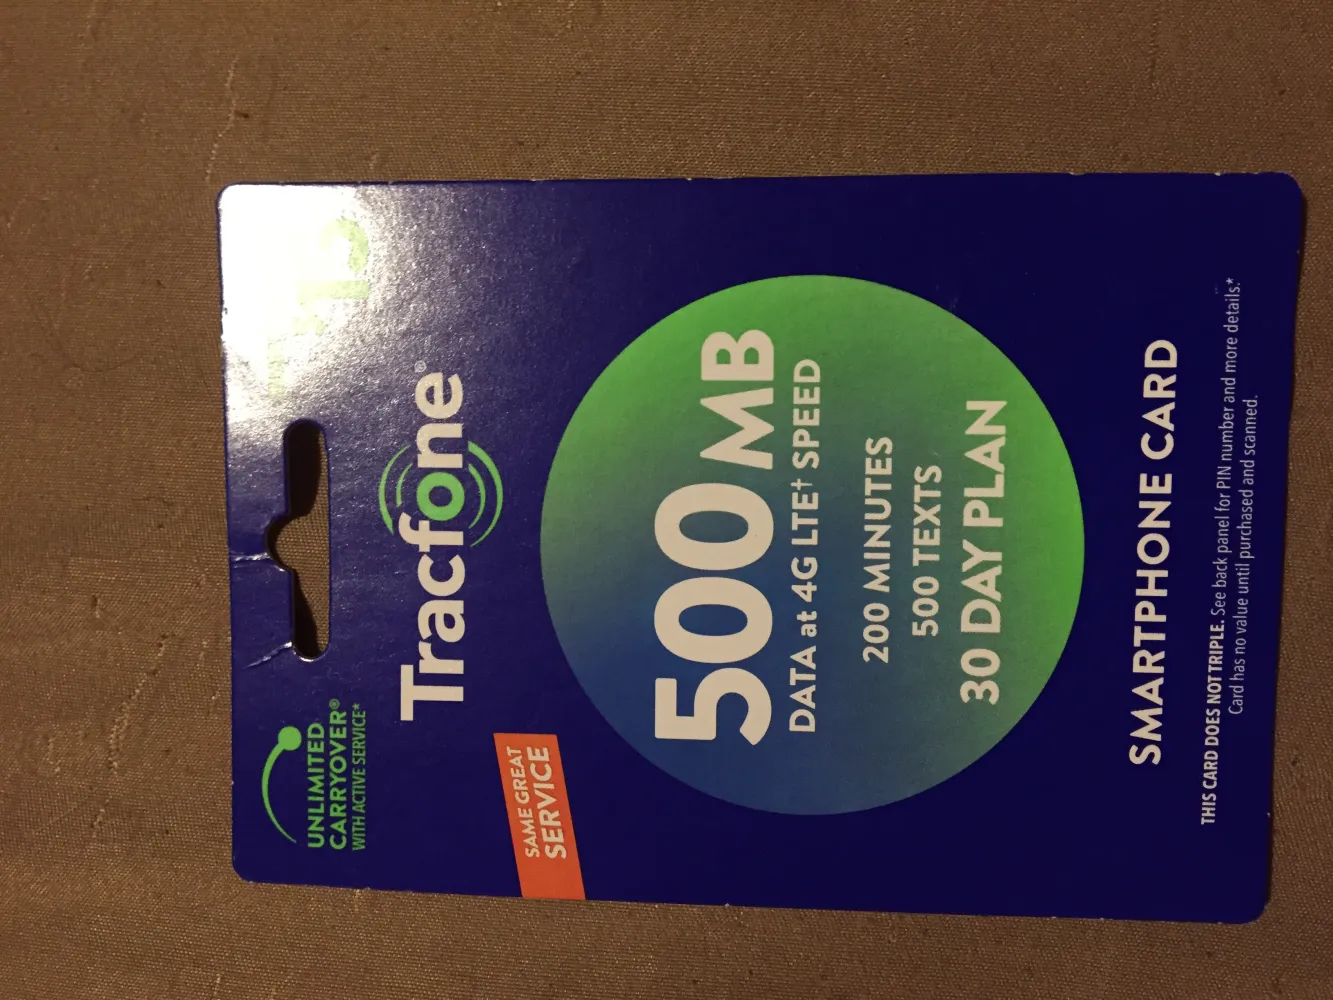 UNLIMITED
CARRYOVER®
WITH ACTIVE SERVICE*
Tracfone®
SAME GREAT
SERVICE
500 MB
DATA at 4G LTE† SPEED
200 MINUTES
500 TEXTS
30 DAY PLAN
SMARTPHONE CARD
THIS CARD DOES NOT TRIPLE. See back panel for PIN number and more details.*
Card has no value until purchased and scanned.